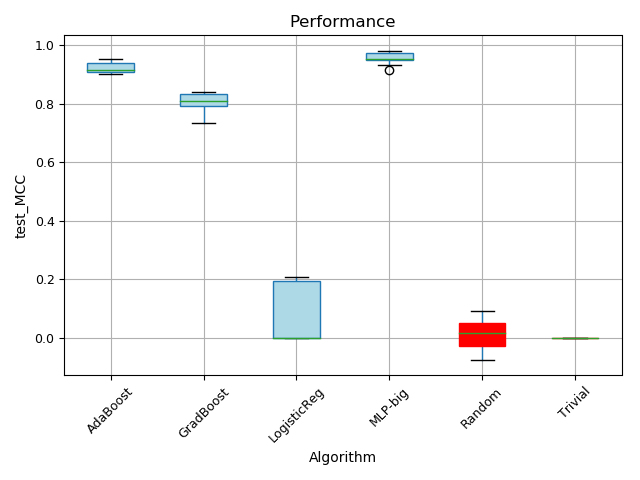 Performance
test_MCC
1.0
0.8
0.6
0.4
0.2
0.0
AdaBoost
GradBoost
LogisticReg
MLP-big
Random
Trivial
Algorithm